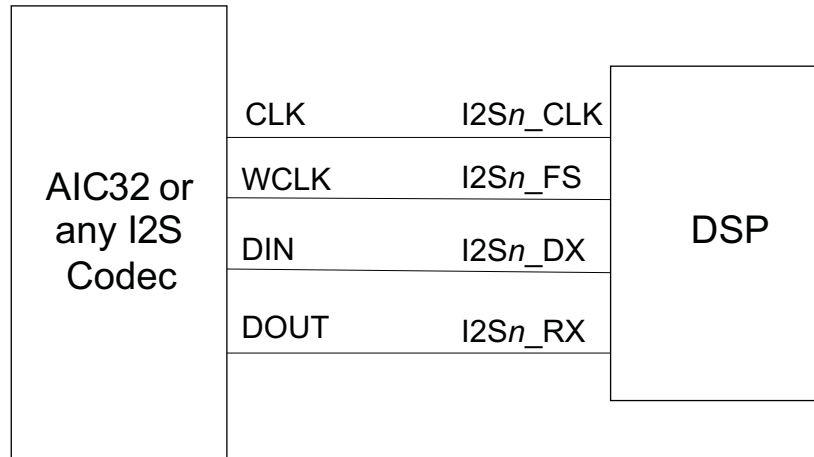 CLK
I2Sn_CLK
AIC32 or
any I2S
Codec
WCLK
I2Sn_FS
DSP
DIN
I2Sn_DX
DOUT
I2Sn_RX